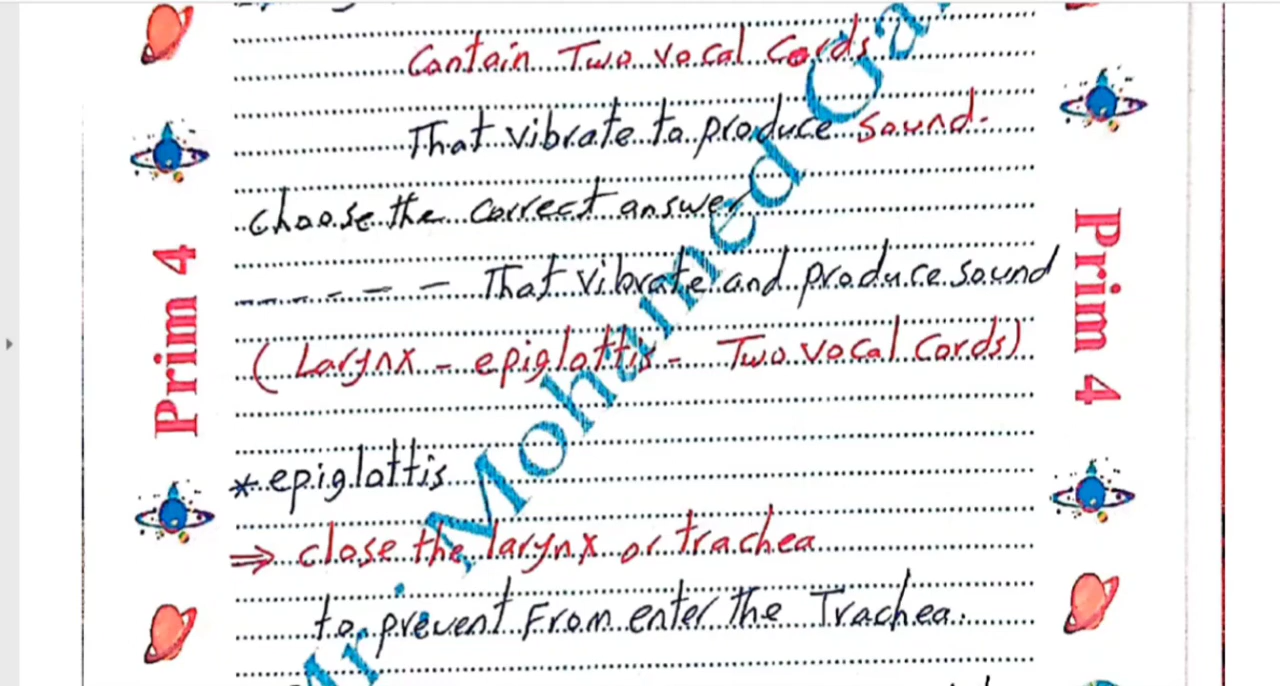 Contain Two vocal Cords
That vibrate to produce sound.
choose the correct answer
------ That vibrate and produce sound
( Larynx - epiglottis - Two vocal Cords)
* epiglottis
⇒ close the larynx or trachea
to prevent From enter the Trachea.
Prim 4
Prim 4
Mr. Mohamed